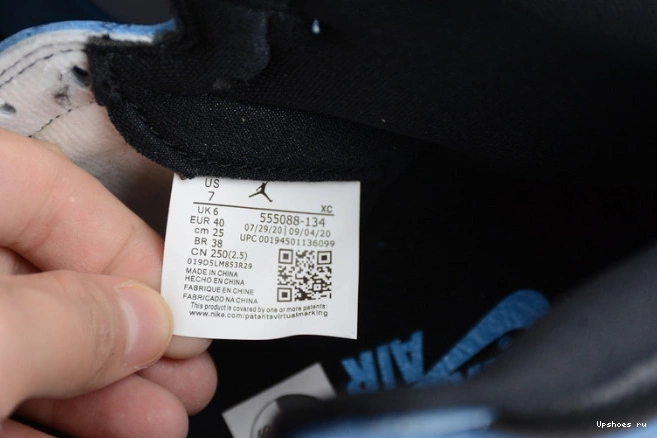 US
7
XC
UK 6
EUR 40
cm 25
BR 38
CN 250(2.5)
555088-134
07/29/20 | 09/04/20
UPC 00194501136099
019D5LM853R29
MADE IN CHINA
HECHO EN CHINA
FABRIQUE EN CHINE
FABRICADO NA CHINA
This product is covered by one or more patents:
www.nike.com/patentsvirtualmarking
AIR
Upshoes ru